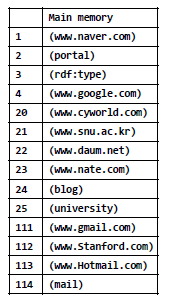 Main memory
1 (www.naver.com)
2 (portal)
3 (rdf:type)
4 (www.google.com)
20 (www.cyworld.com)
21 (www.snu.ac.kr)
22 (www.daum.net)
23 (www.nate.com)
24 (blog)
25 (university)
111 (www.gmail.com)
112 (www.Stanford.com)
113 (www.Hotmail.com)
114 (mail)